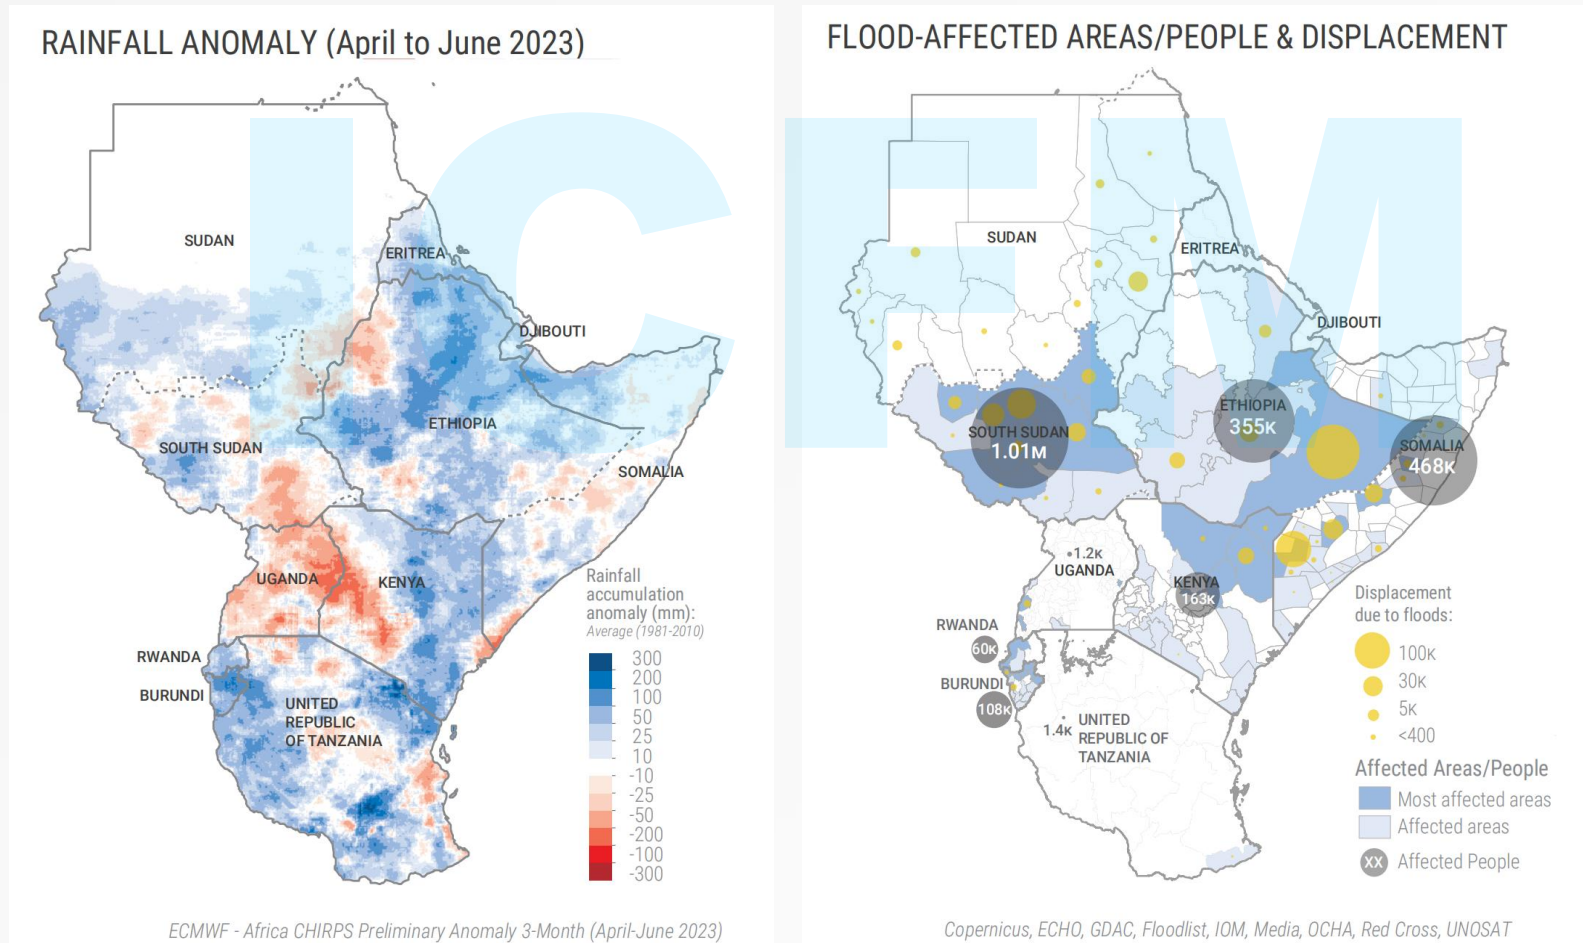 RAINFALL ANOMALY (April to June 2023)
SUDAN
ERITREA
DJIBOUTI
ETHIOPIA
SOUTH SUDAN
SOMALIA
UGANDA
KENYA
RWANDA
BURUNDI
UNITED
REPUBLIC
OF TANZANIA
Rainfall
accumulation
anomaly (mm):
Average (1981-2010)
300
200
100
50
25
10
-10
-25
-50
-200
-100
-300
ECMWF - Africa CHIRPS Preliminary Anomaly 3-Month (April-June 2023)
FLOOD-AFFECTED AREAS/PEOPLE & DISPLACEMENT
SUDAN
ERITREA
DJIBOUTI
ETHIOPIA
355K
SOUTH SUDAN
1.01M
SOMALIA
468K
1.2K
UGANDA
KENYA
163K
RWANDA
60K
BURUNDI
108K
1.4K
UNITED
REPUBLIC OF
TANZANIA
Displacement
due to floods:
100K
30K
5K
<400
Affected Areas/People
Most affected areas
Affected areas
XX Affected People
Copernicus, ECHO, GDAC, Floodlist, IOM, Media, OCHA, Red Cross, UNOSAT
ICFM